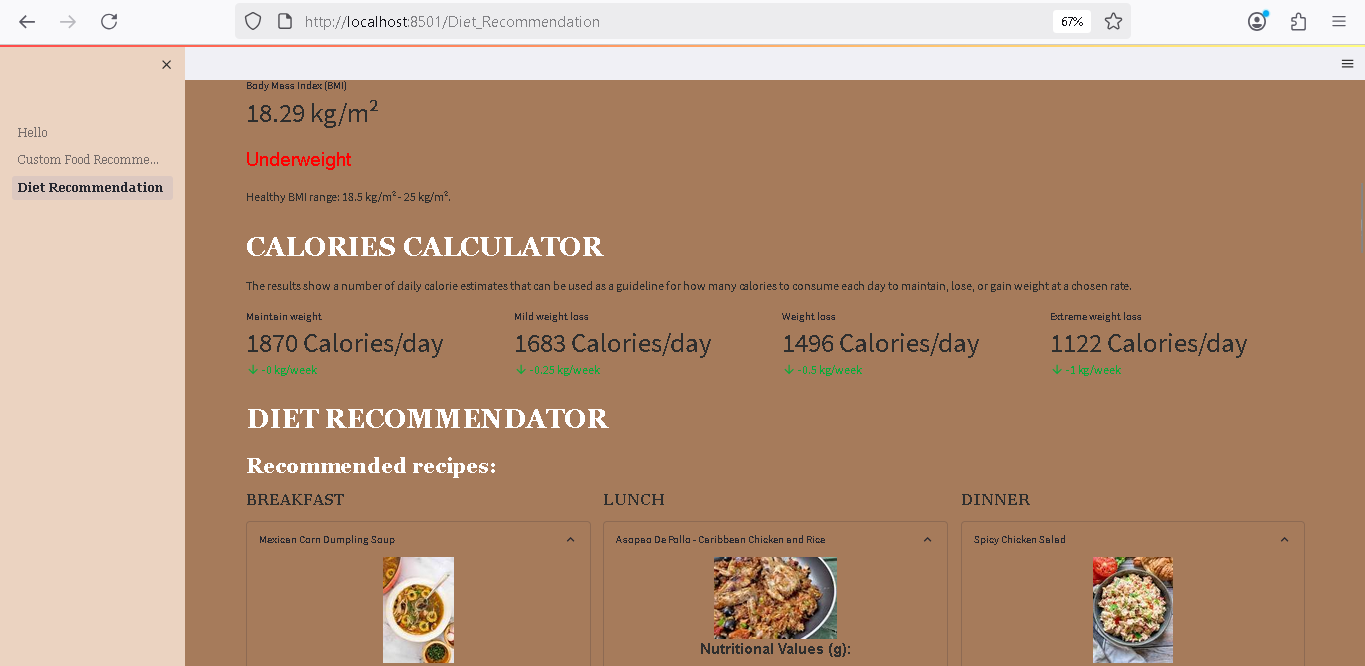 http://localhost:8501/Diet_Recommendation
67%
Hello
Custom Food Recomme...
Diet Recommendation
Body Mass Index (BMI)
18.29 kg/m²
Underweight
Healthy BMI range: 18.5 kg/m² - 25 kg/m².
CALORIES CALCULATOR
The results show a number of daily calorie estimates that can be used as a guideline for how many calories to consume each day to maintain, lose, or gain weight at a chosen rate.
Maintain weight Mild weight loss Weight loss Extreme weight loss
1870 Calories/day 1683 Calories/day 1496 Calories/day 1122 Calories/day
-0 kg/week -0.25 kg/week -0.5 kg/week -1 kg/week
DIET RECOMMENDATOR
Recommended recipes:
BREAKFAST LUNCH DINNER
Mexican Corn Dumpling Soup Asopao De Pollo - Caribbean Chicken and Rice Spicy Chicken Salad
Nutritional Values (g):